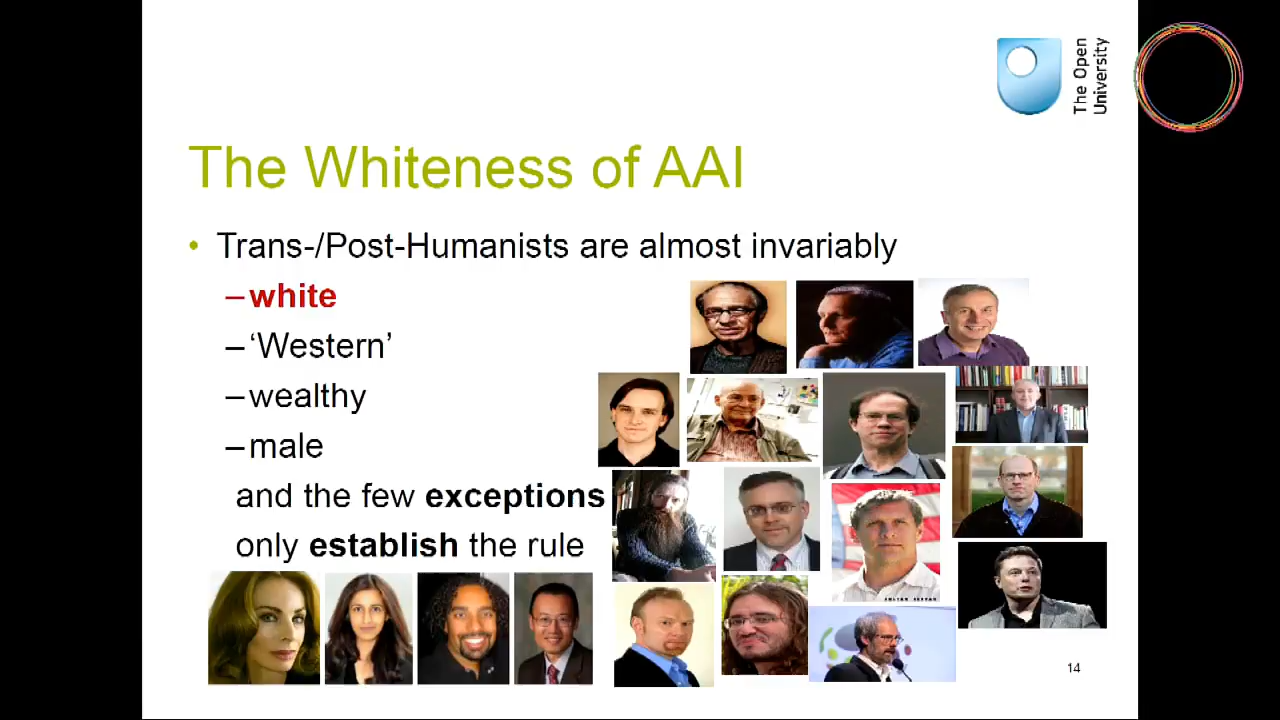 The Open
University
The Whiteness of AAI
• Trans-/Post-Humanists are almost invariably
–white
–‘Western’
–wealthy
–male
and the few exceptions
only establish the rule
14